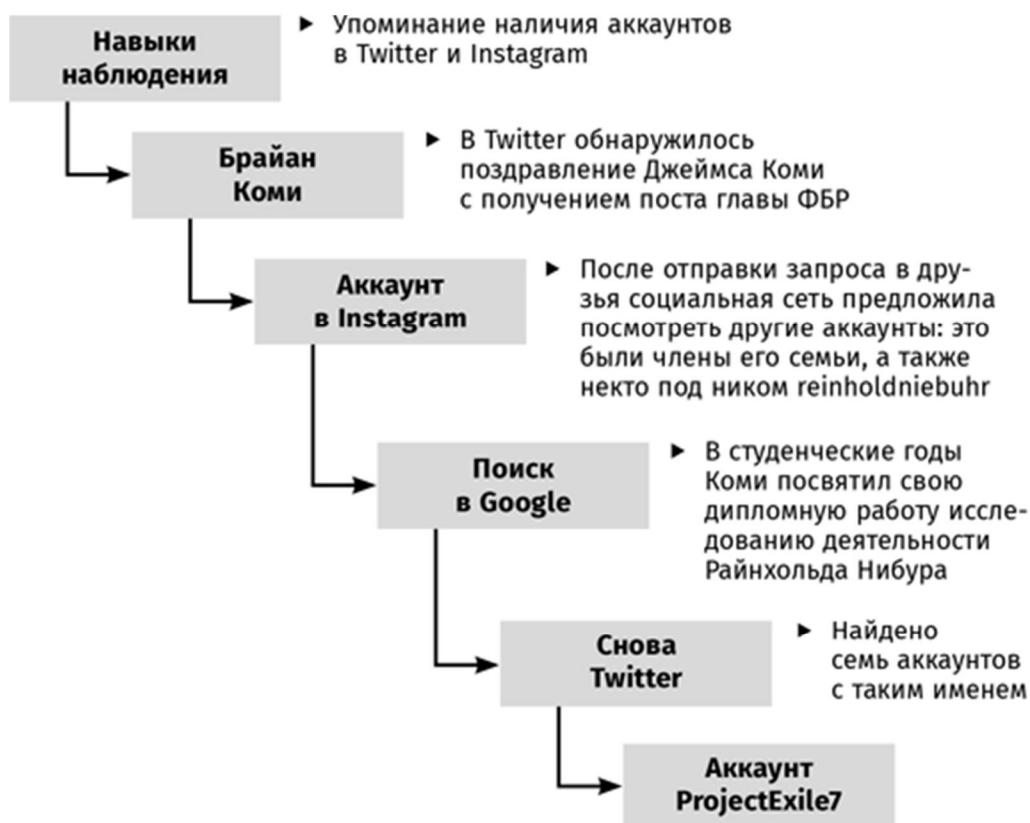 Навыки
наблюдения
▶ Упоминание наличия аккаунтов
в Twitter и Instagram
Брайан
Коми
▶ В Twitter обнаружилось
поздравление Джеймса Коми
с получением поста главы ФБР
Аккаунт
в Instagram
▶ После отправки запроса в дру-
зья социальная сеть предложила
посмотреть другие аккаунты: это
были члены его семьи, а также
некто под ником reinholdniebuhr
Поиск
в Google
▶ В студенческие годы
Коми посвятил свою
дипломную работу иссле-
дованию деятельности
Райнхольда Нибура
Снова
Twitter
▶ Найдено
семь аккаунтов
с таким именем
Аккаунт
ProjectExile7